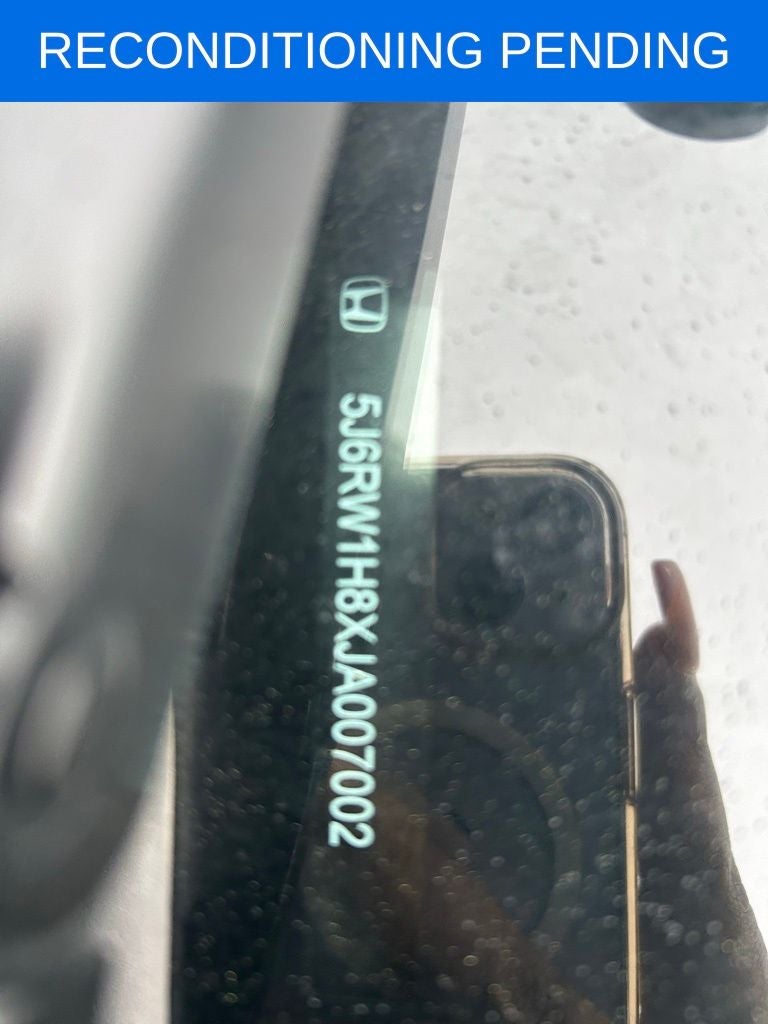 RECONDITIONING PENDING
5J6RW1H8XJA007002